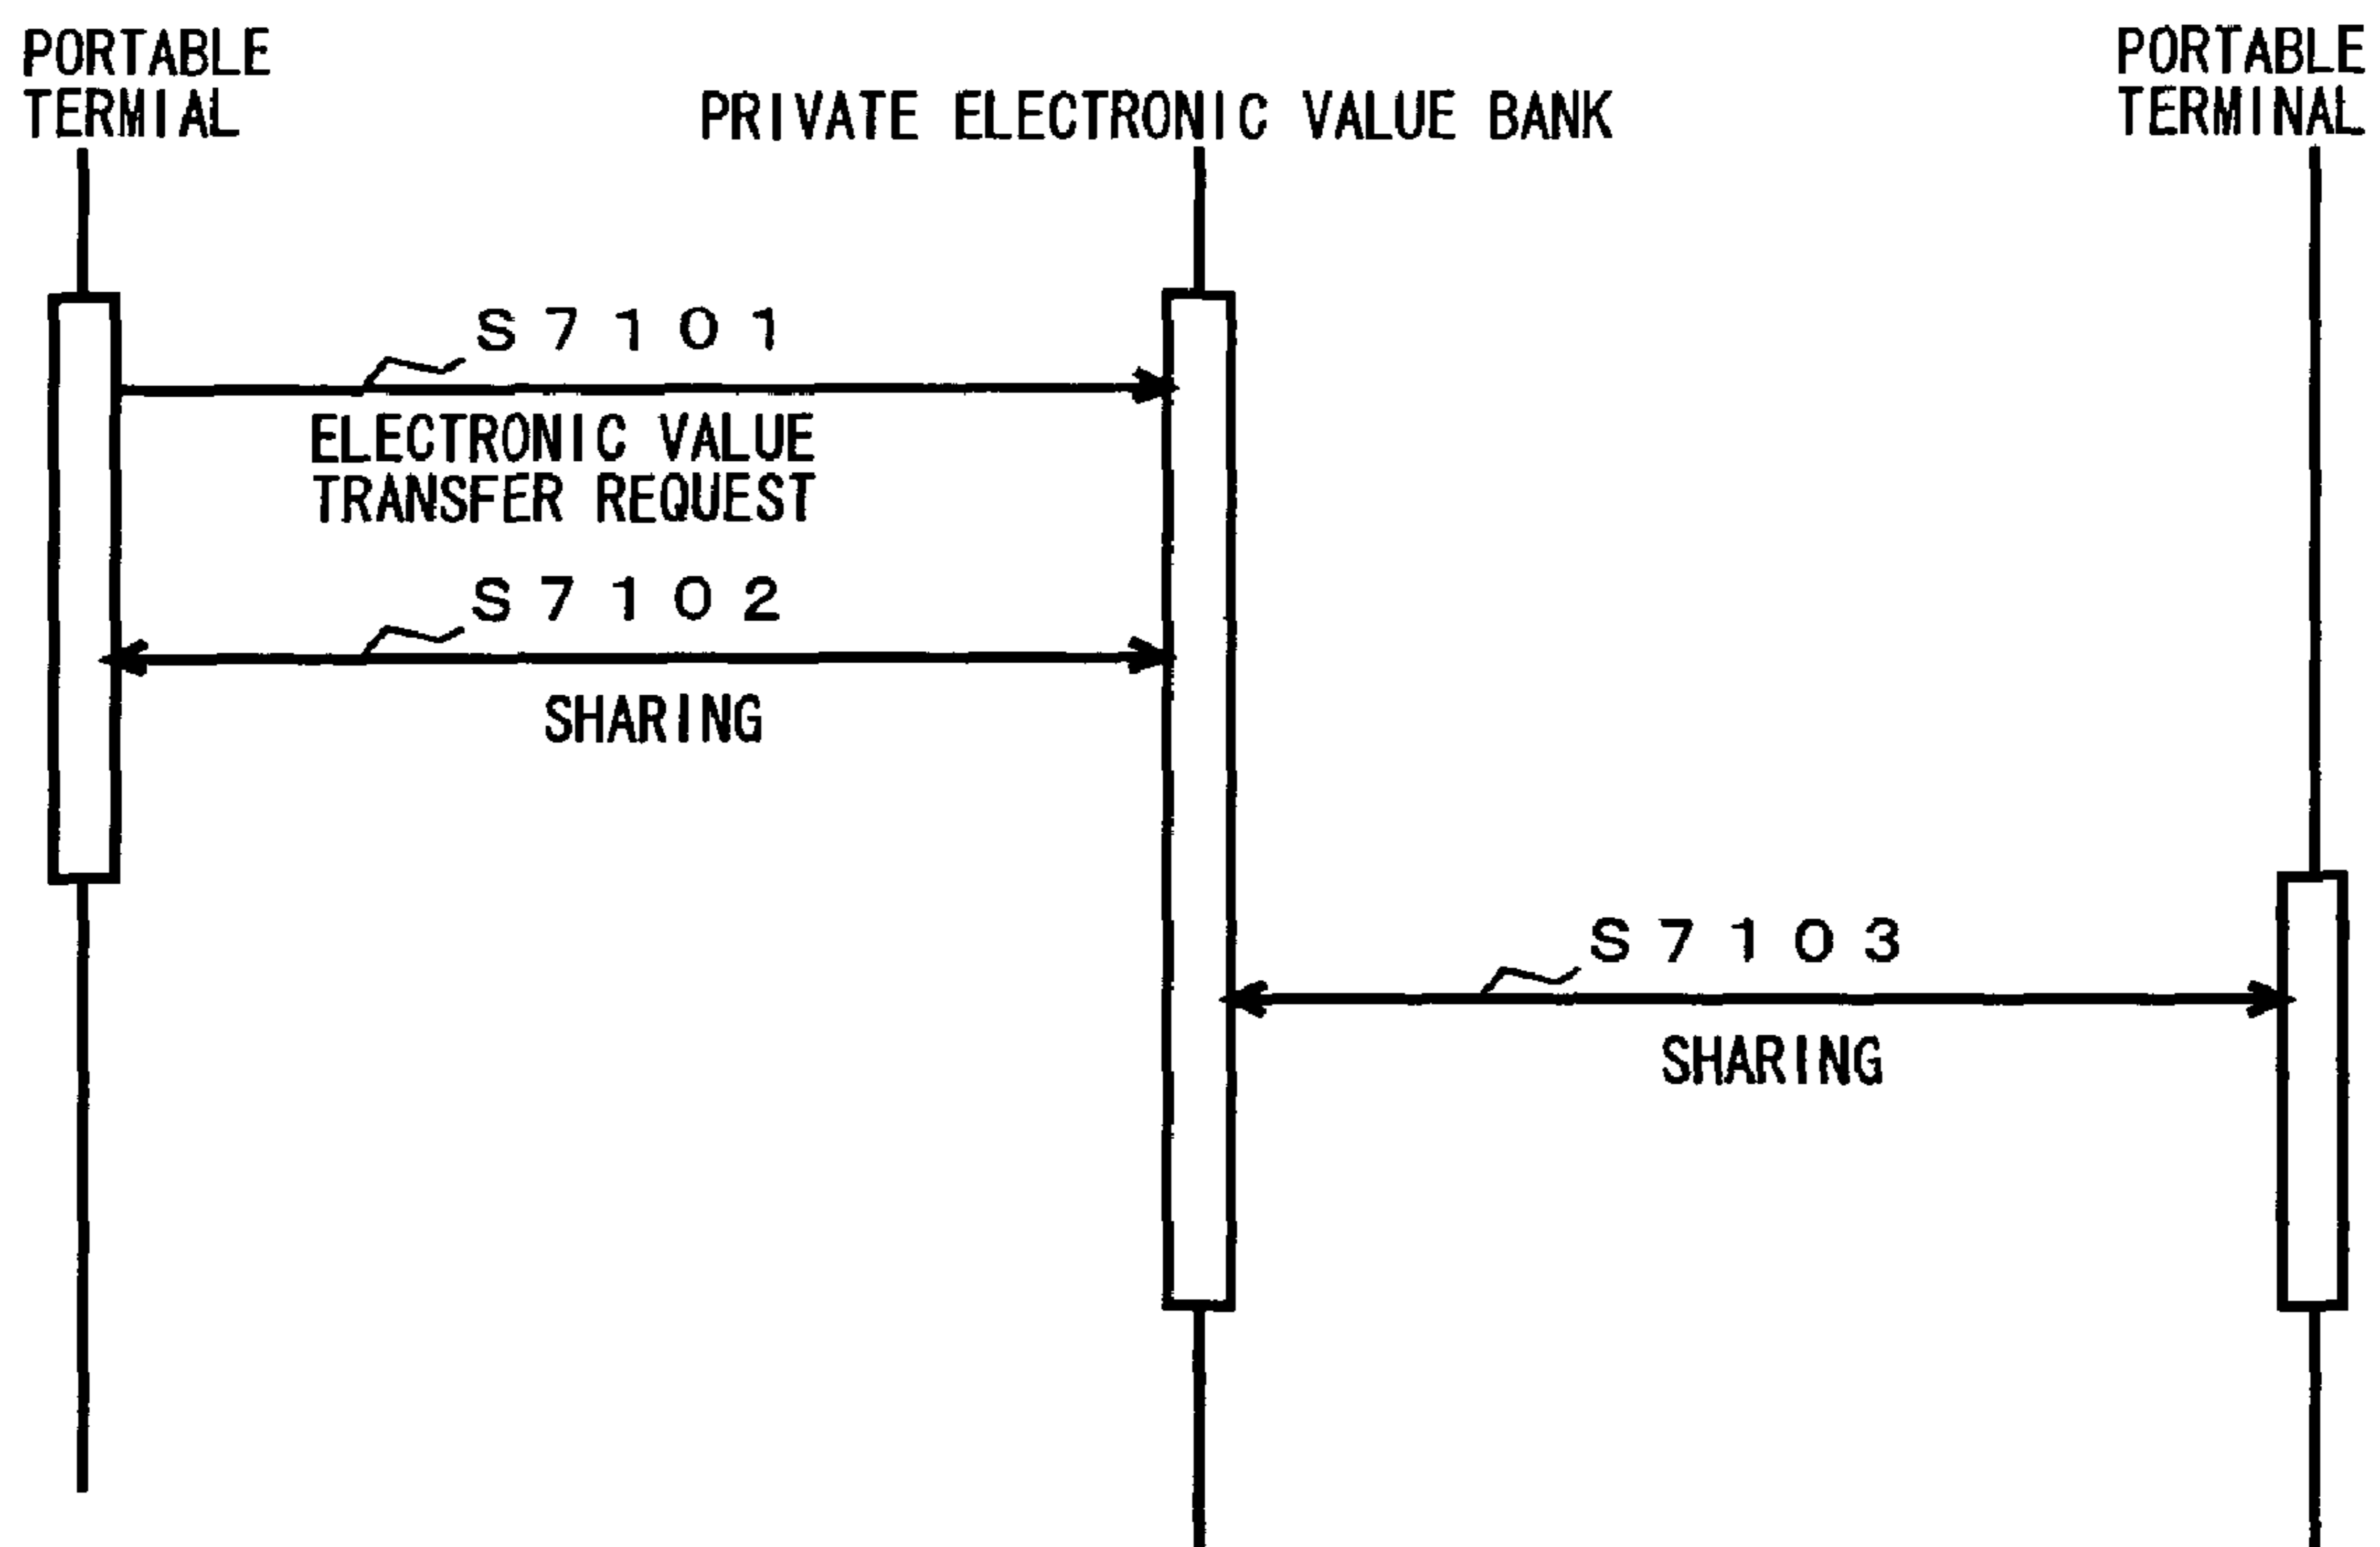 PORTABLE
TERMIAL
PRIVATE ELECTRONIC VALUE BANK
PORTABLE
TERMINAL
S7101
ELECTRONIC VALUE
TRANSFER REQUEST
S7102
SHARING
S7103
SHARING